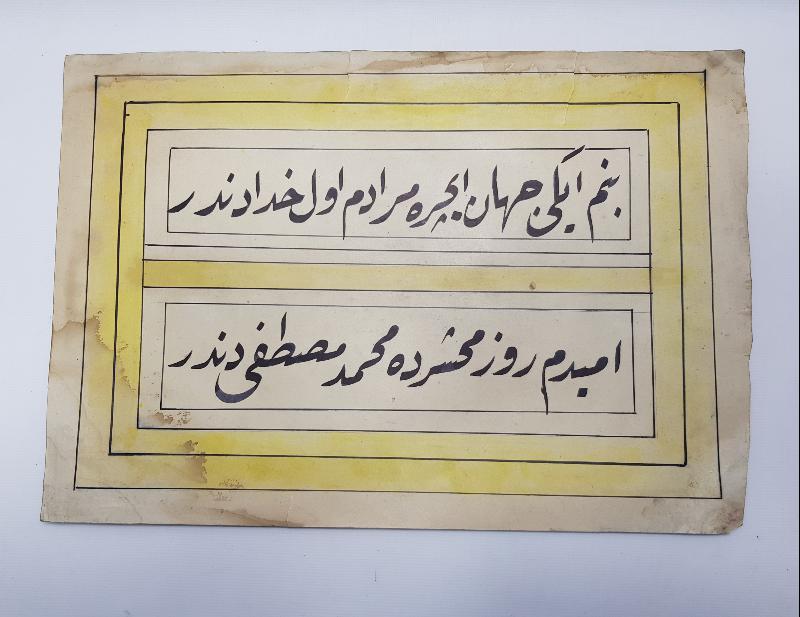 بنم ایکی جهان ایچره مرادم اول خدادندر
امیدم روز محشرده محمد مصطفی دندر